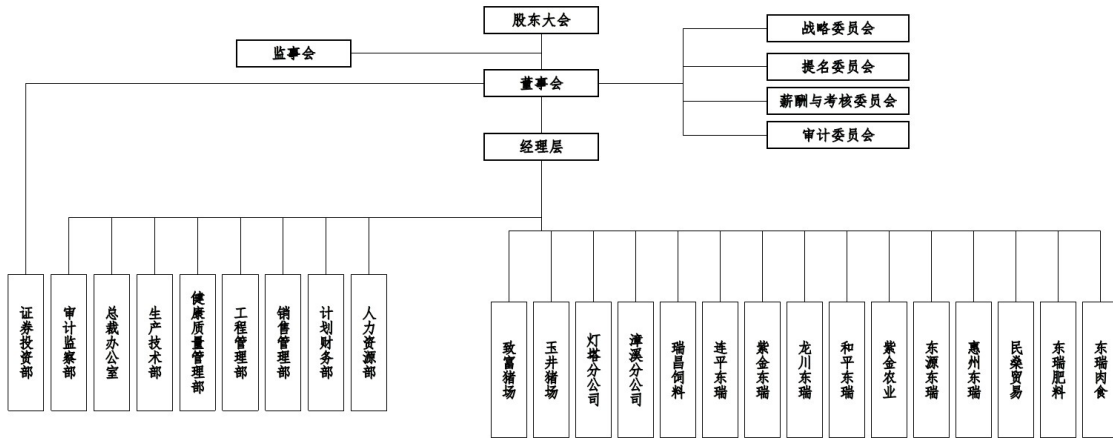 股东大会
监事会
董事会
经理层
战略委员会
提名委员会
薪酬与考核委员会
审计委员会
证券投资部
审计监察部
总裁办公室
生产技术部
健康质量管理部
工程管理部
销售管理部
计划财务部
人力资源部
致富猪场
玉井猪场
灯塔分公司
漳溪分公司
瑞昌饲料
连平东瑞
紫金东瑞
龙川东瑞
和平东瑞
紫金农业
东源东瑞
惠州东瑞
民燊贸易
东瑞肥料
东瑞肉食